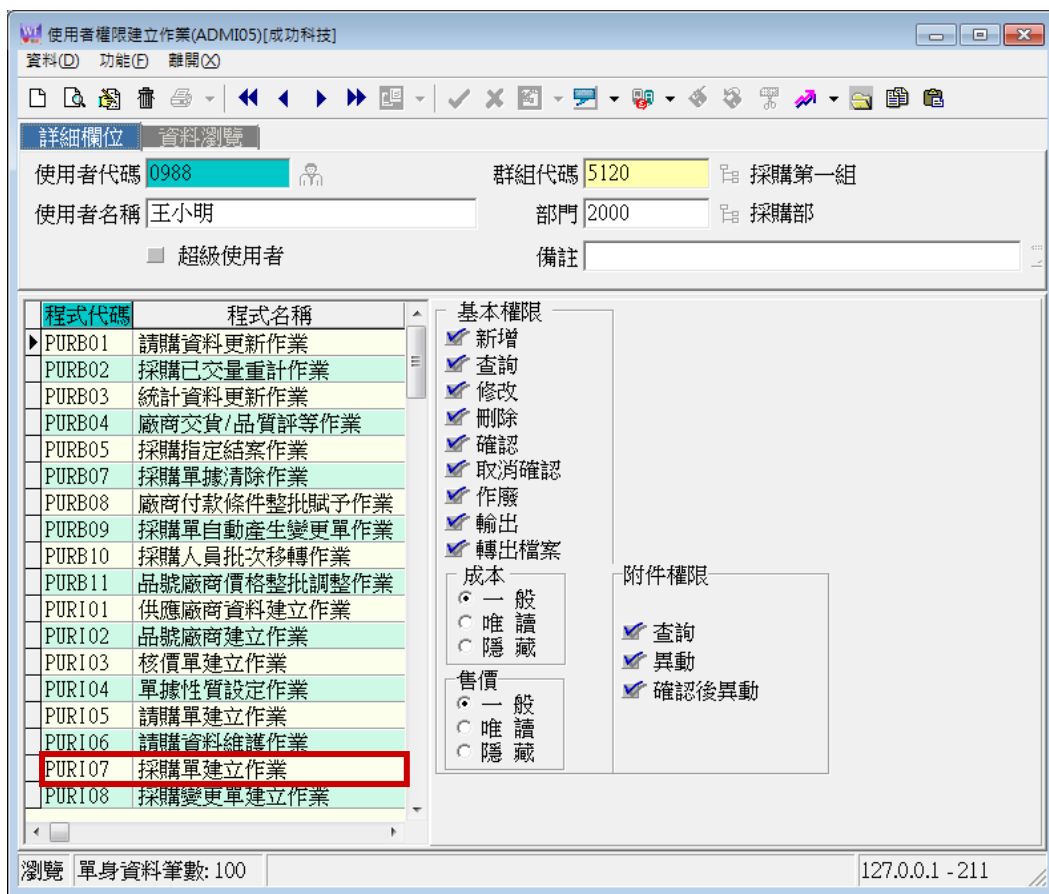 使用者權限建立作業(ADMI05)[成功科技]
資料(D) 功能(F) 離開(X)
詳細欄位 資料瀏覽
使用者代碼 0988 群組代碼 5120 採購第一組
使用者名稱 王小明 部門 2000 採購部
超級使用者 備註
程式代碼 程式名稱
PURB01 請購資料更新作業
PURB02 採購已交量重計作業
PURB03 統計資料更新作業
PURB04 廠商交貨/品質評等作業
PURB05 採購指定結案作業
PURB07 採購單據清除作業
PURB08 廠商付款條件整批賦予作業
PURB09 採購單自動產生變更單作業
PURB10 採購人員批次移轉作業
PURB11 品號廠商價格整批調整作業
PURI01 供應廠商資料建立作業
PURI02 品號廠商建立作業
PURI03 核價單建立作業
PURI04 單據性質設定作業
PURI05 請購單建立作業
PURI06 請購資料維護作業
PURI07 採購單建立作業
PURI08 採購變更單建立作業
基本權限
新增
查詢
修改
刪除
確認
取消確認
作廢
輸出
轉出檔案
成本
一 般
唯 讀
隱 藏
售價
一 般
唯 讀
隱 藏
附件權限
查詢
異動
確認後異動
瀏覽 單身資料筆數: 100 127.0.0.1 - 211